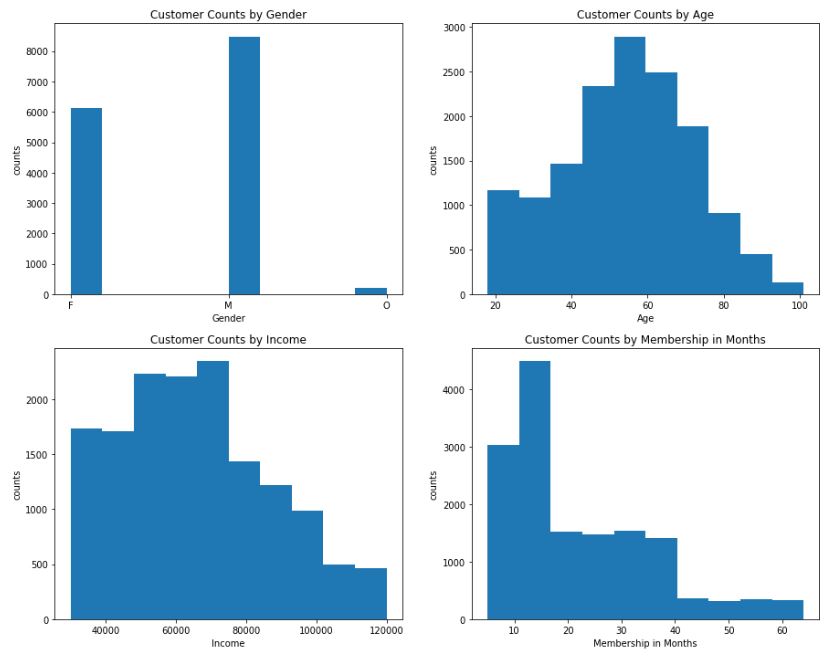 Customer Counts by Gender
counts
8000
7000
6000
5000
4000
3000
2000
1000
0
F M O
Gender
Customer Counts by Age
counts
3000
2500
2000
1500
1000
500
0
20 40 60 80 100
Age
Customer Counts by Income
counts
2000
1500
1000
500
0
40000 60000 80000 100000 120000
Income
Customer Counts by Membership in Months
counts
4000
3000
2000
1000
0
10 20 30 40 50 60
Membership in Months